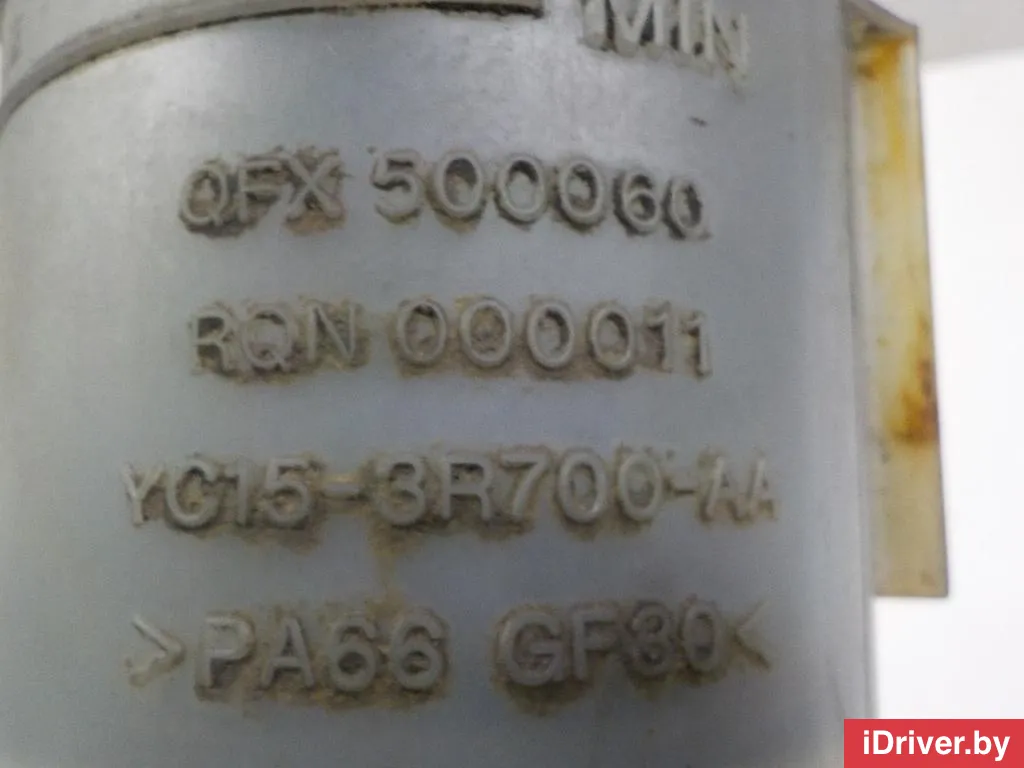 MIN
QFX 500060
RQN 000011
YC15-3R700-AA
>PA66 GF30<
iDriver.by